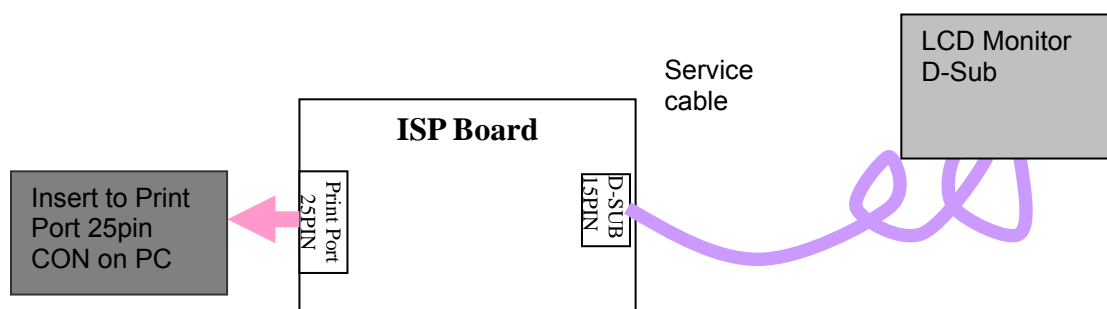 LCD Monitor
D-Sub
Service
cable
ISP Board
Insert to Print
Port 25pin
CON on PC
Print Port
25PIN
D-SUB
15PIN